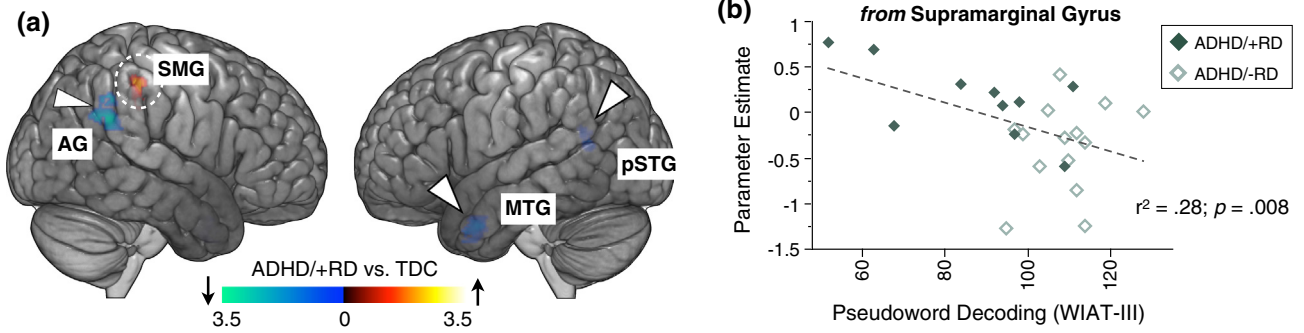 (a)
SMG
AG
pSTG
MTG
ADHD/+RD vs. TDC
3.5 0 3.5
(b)
from Supramarginal Gyrus
Parameter Estimate
1
0.5
0
-0.5
-1
-1.5
60 80 100 120
Pseudoword Decoding (WIAT-III)
ADHD/+RD
ADHD/-RD
r² = .28; p = .008